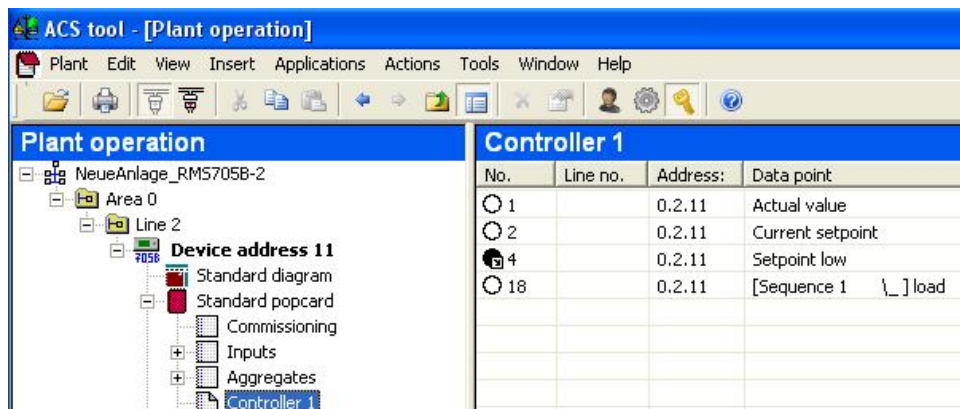 ACS tool - [Plant operation]
Plant Edit View Insert Applications Actions Tools Window Help
Plant operation
NeueAnlage_RMS705B-2
Area 0
Line 2
705B Device address 11
Standard diagram
Standard popcard
Commissioning
Inputs
Aggregates
Controller 1
Controller 1
No. Line no. Address: Data point
1 0.2.11 Actual value
2 0.2.11 Current setpoint
4 0.2.11 Setpoint low
18 0.2.11 [Sequence 1 \_ ] load